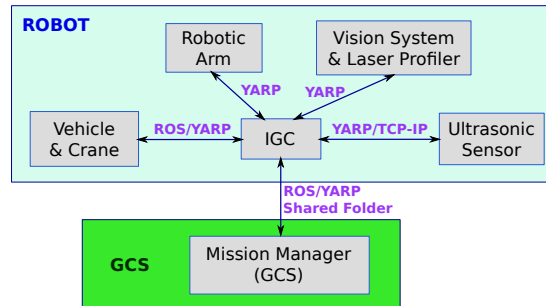 ROBOT
Robotic
Arm
Vision System
& Laser Profiler
YARP
YARP
Vehicle
& Crane
ROS/YARP
IGC
YARP/TCP-IP
Ultrasonic
Sensor
ROS/YARP
Shared Folder
GCS
Mission Manager
(GCS)